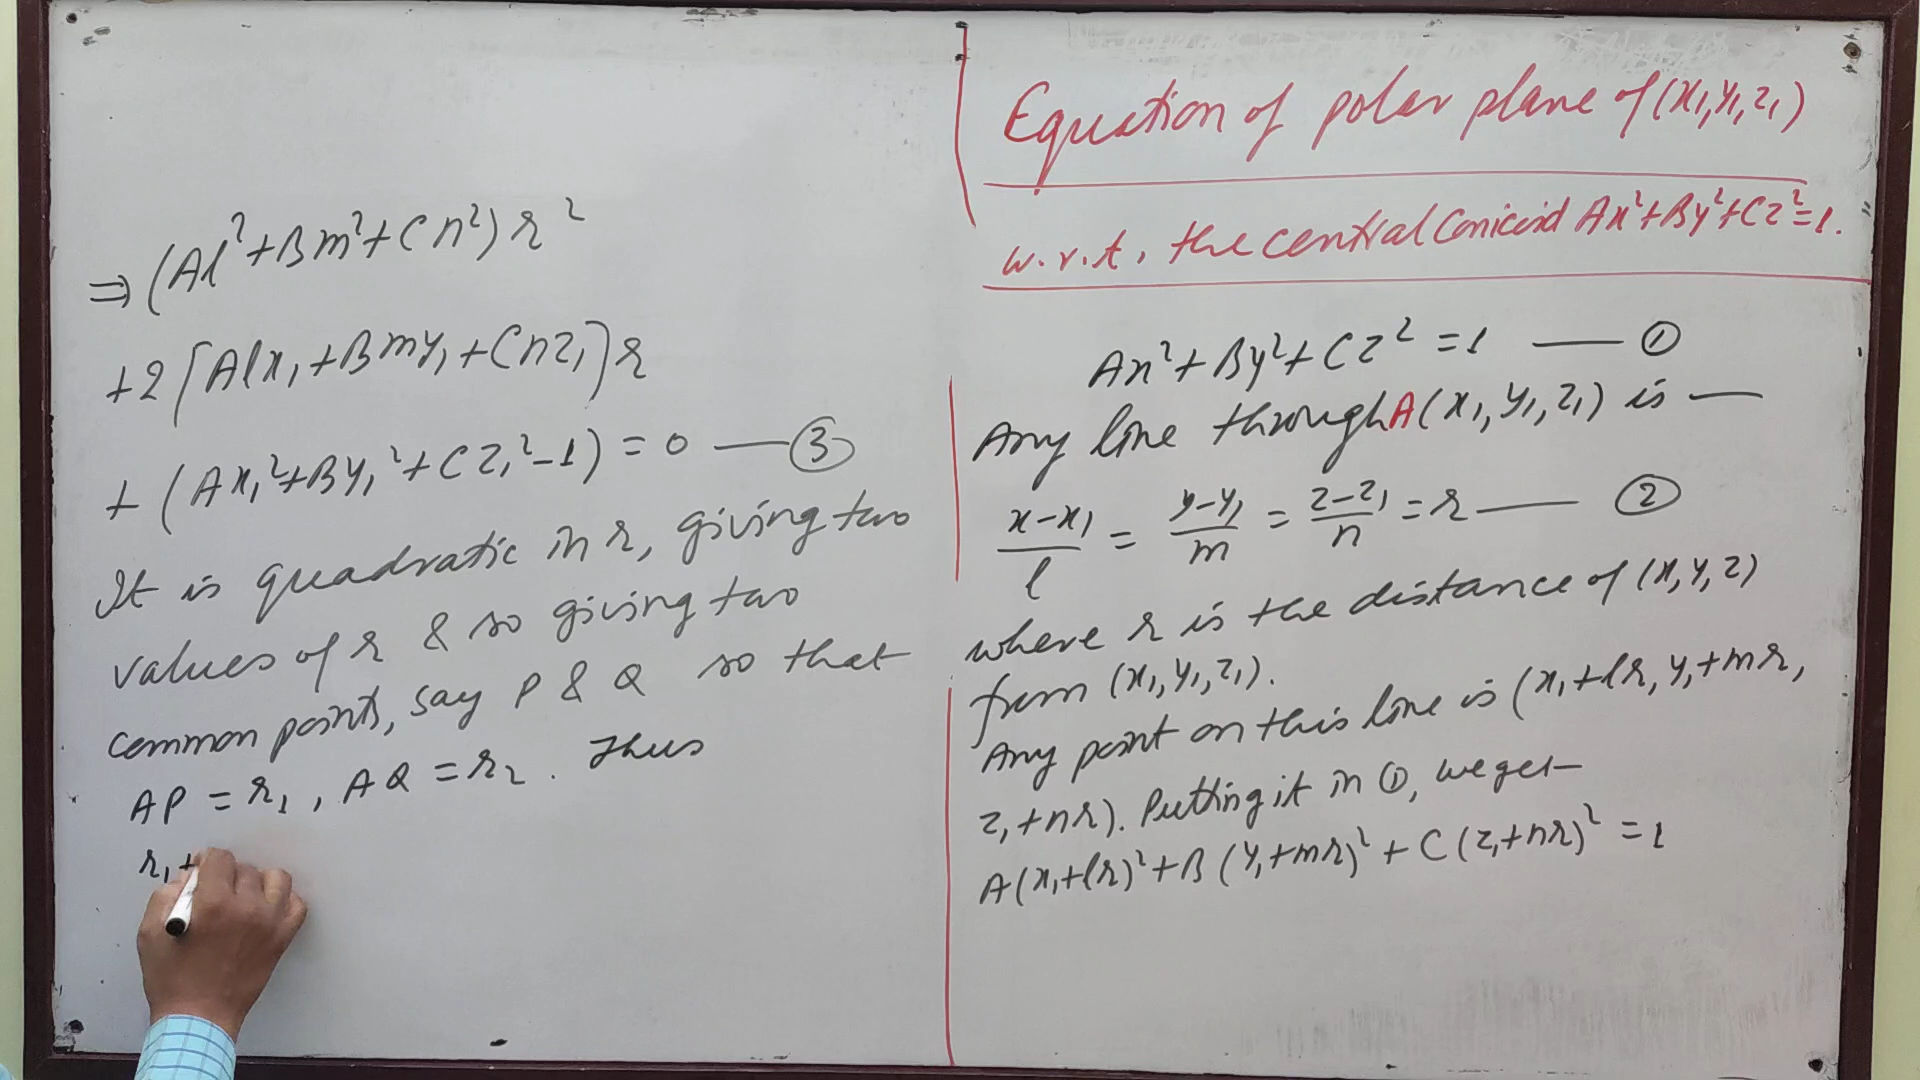 Equation of polar plane of (x₁,y₁,z₁)
w.r.t. the central Conicoid Ax²+By²+Cz²=1.
Ax²+By²+Cz²=1 — ①
Any line through A(x₁,y₁,z₁) is —
(x-x₁)/l = (y-y₁)/m = (z-z₁)/n = r — ②
where r is the distance of (x,y,z)
from (x₁,y₁,z₁).
Any point on this line is (x₁+lr, y₁+mr,
z₁+nr). Putting it in ①, we get
A(x₁+lr)²+B(y₁+mr)²+C(z₁+nr)²=1
⇒ (Al²+Bm²+Cn²)r²
+2[Alx₁+Bmy₁+Cnz₁]r
+(Ax₁²+By₁²+Cz₁²-1)=0 — ③
It is quadratic in r, giving two
values of r & so giving two
common points, say P & Q so that
AP = r₁, AQ = r₂. Thus
r₁+